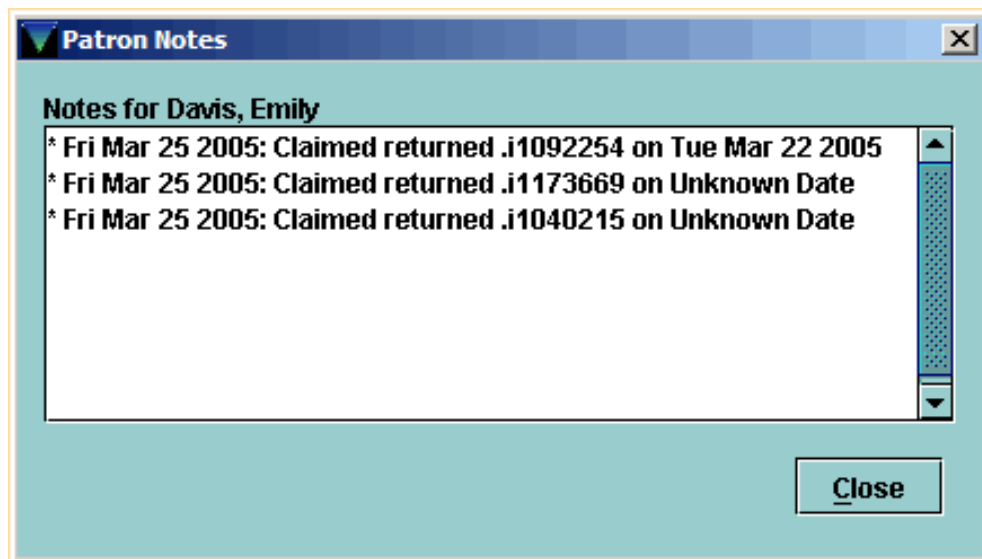 Patron Notes
Notes for Davis, Emily
* Fri Mar 25 2005: Claimed returned .i1092254 on Tue Mar 22 2005
* Fri Mar 25 2005: Claimed returned .i1173669 on Unknown Date
* Fri Mar 25 2005: Claimed returned .i1040215 on Unknown Date
Close